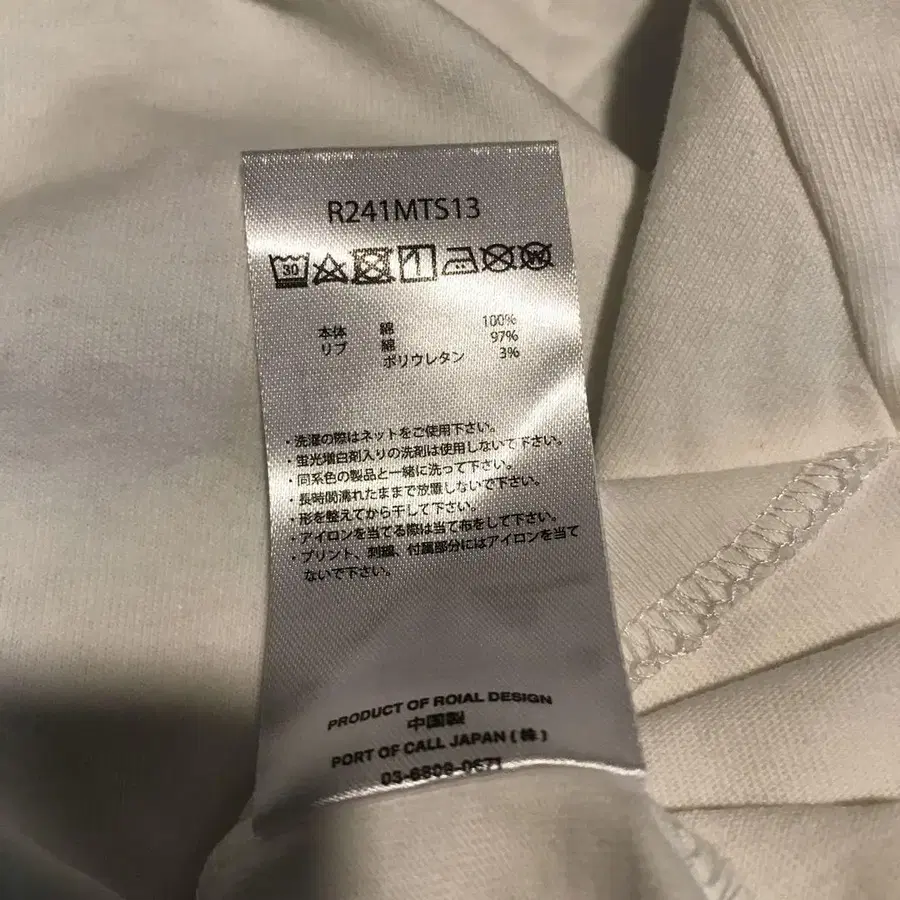 R241MTS13
30
W
本体 綿 100%
リブ 綿 97%
ポリウレタン 3%
・洗濯の際はネットをご使用下さい。
・蛍光増白剤入りの洗剤は使用しないで下さい。
・同系色の製品と一緒に洗って下さい。
・長時間濡れたままで放置しないで下さい。
・形を整えてから干して下さい。
・アイロンを当てる際は当て布をして下さい。
・プリント、刺繍、付属部分にはアイロンを当て
ないで下さい。
PRODUCT OF ROIAL DESIGN
中国製
PORT OF CALL JAPAN (株)
03-6809-0671